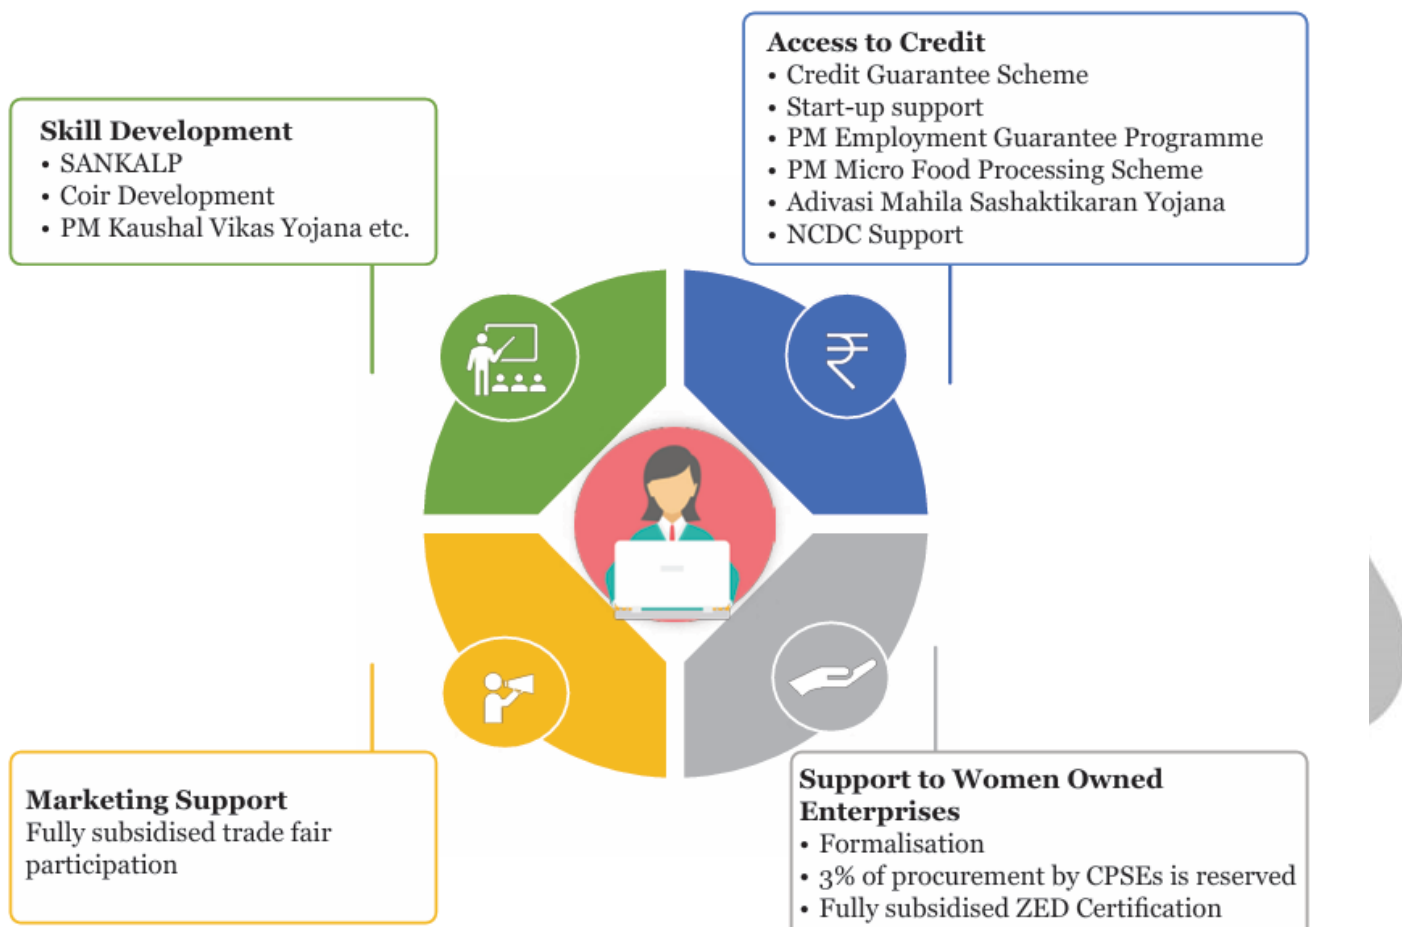 Skill Development
• SANKALP
• Coir Development
• PM Kaushal Vikas Yojana etc.
Access to Credit
• Credit Guarantee Scheme
• Start-up support
• PM Employment Guarantee Programme
• PM Micro Food Processing Scheme
• Adivasi Mahila Sashaktikaran Yojana
• NCDC Support
₹
Marketing Support
Fully subsidised trade fair
participation
Support to Women Owned
Enterprises
• Formalisation
• 3% of procurement by CPSEs is reserved
• Fully subsidised ZED Certification